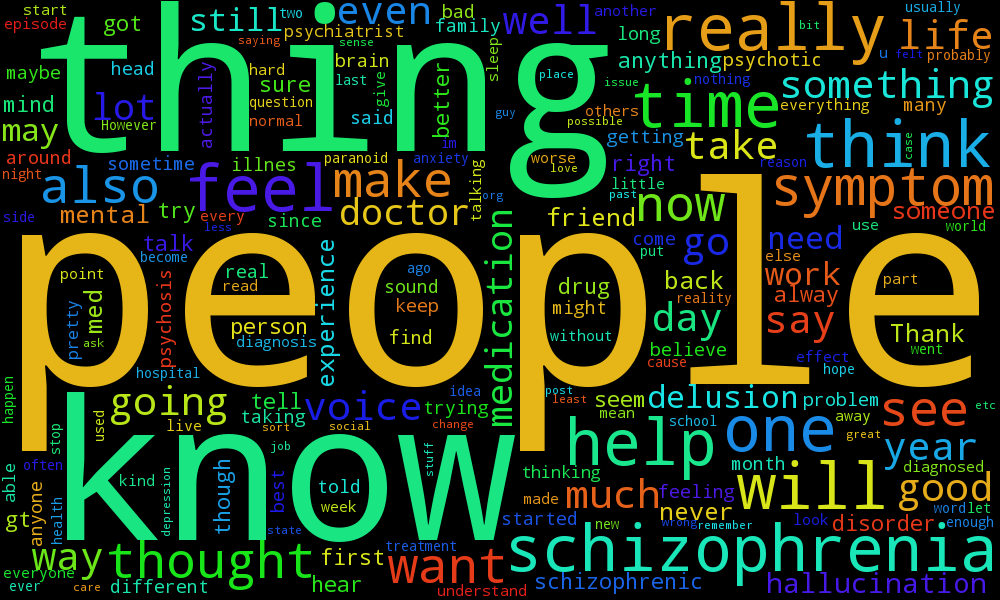 start
episode
got
still
two
psychiatrist
saying
sense
even
bad
family
well
another
long
really
bit
usually
life
u
felt
probably
thing
maybe
head
actually
hard
sure
question
normal
brain
last
give
said
better
sleep
place
guy
anything
issue
psychotic
nothing
something
mind
lot
However
may
im
others
possible
time
everything
many
around
night
sometime
illnes
paranoid
anxiety
talking
worse
love
getting
right
take
reason
think
case
little
past
org
also
feel
make
doctor
symptom
side
mental
try
every
less
since
friend
now
someone
world
people
talk
become
experience
medication
come
put
go
need
else
use
point
med
pretty
ask
psychosis
real
read
person
diagnosis
ago
sound
keep
find
drug
might
without
back
reality
day
believe
cause
work
alway
say
part
Thank
went
effect
hope
hospital
happen
going
live
used
stop
tell
taking
sort
voice
social
trying
change
idea
post
least
seem
mean
delusion
school
problem
away
great
see
etc
know
job
stuff
help
one
year
month
able
often
kind
depression
though
best
told
week
thinking
made
much
feeling
never
will
good
diagnosed
word
let
gt
anyone
health
state
started
new
wrong
remember
look
disorder
enough
way
thought
first
treatment
want
schizophrenia
everyone
ever
care
different
hear
understand
schizophrenic
hallucination